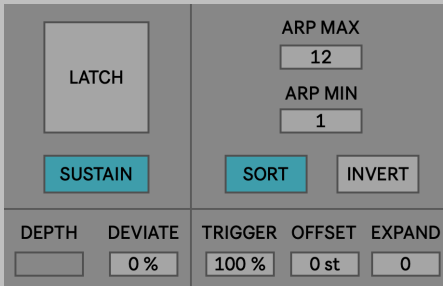 LATCH
SUSTAIN
ARP MAX
12
ARP MIN
1
SORT INVERT
DEPTH DEVIATE TRIGGER OFFSET EXPAND
0 % 100 % 0 st 0